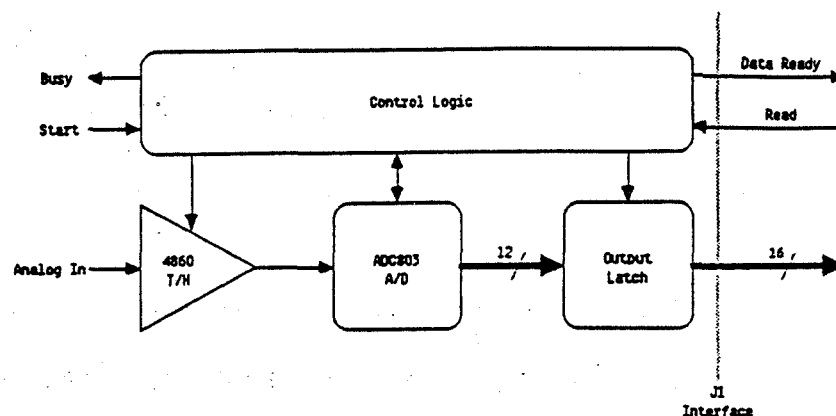 Busy
Start
Control Logic
Data Ready
Read
Analog In
4860
T/H
ADC803
A/D
12
Output
Latch
16
J1
Interface